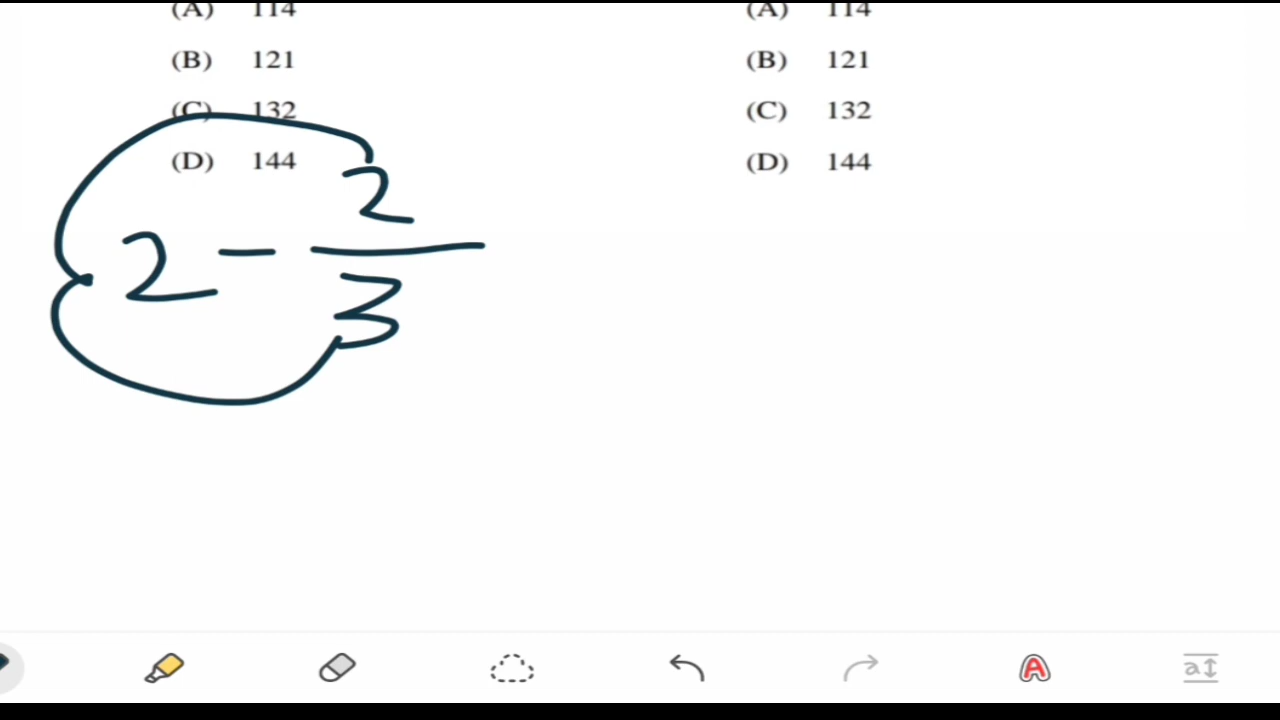 (A) 114 (A) 114
(B) 121 (B) 121
(C) 132 (C) 132
(D) 144 (D) 144
2
2 -
3
A
a